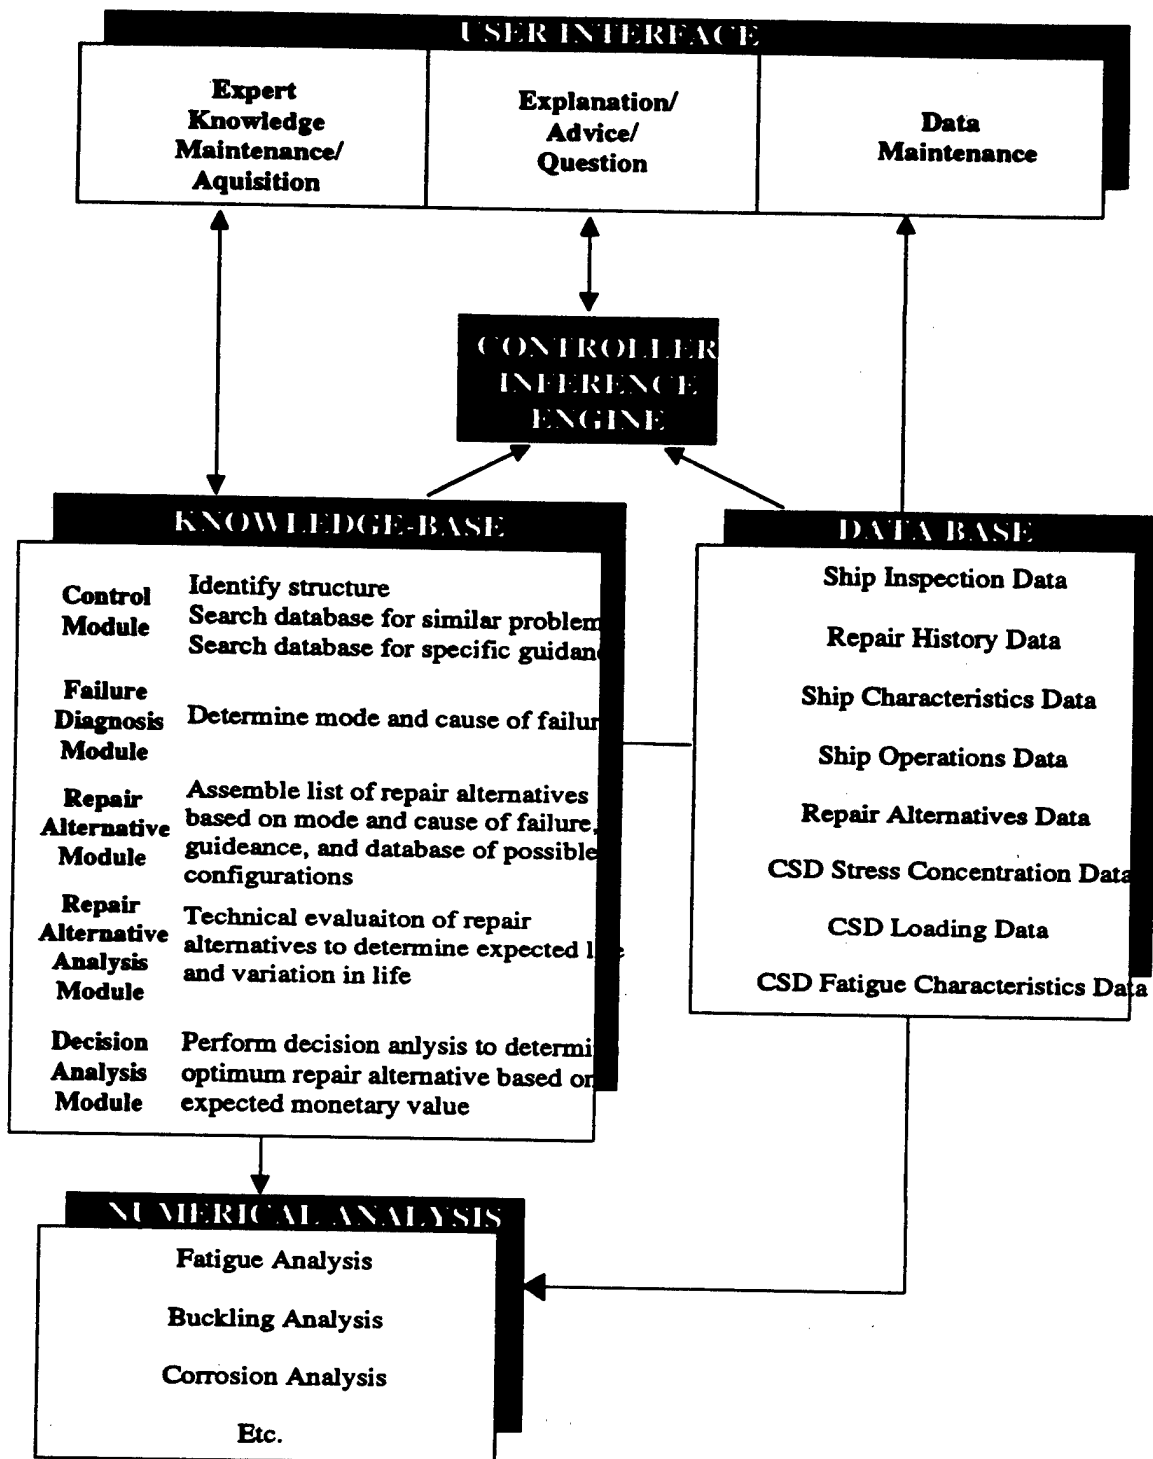 USER INTERFACE
Expert
Knowledge
Maintenance/
Aquisition
Explanation/
Advice/
Question
Data
Maintenance
CONTROLLER
INFERENCE
ENGINE
KNOWLEDGE-BASE
Control
Module
Identify structure
Search database for similar problem
Search database for specific guidan
Failure
Diagnosis
Module
Determine mode and cause of failur
Repair
Alternative
Module
Assemble list of repair alternatives
based on mode and cause of failure,
guideance, and database of possible
configurations
Repair
Alternative
Analysis
Module
Technical evaluaiton of repair
alternatives to determine expected l e
and variation in life
Decision
Analysis
Module
Perform decision anlysis to determi
optimum repair alternative based on
expected monetary value
DATA BASE
Ship Inspection Data
Repair History Data
Ship Characteristics Data
Ship Operations Data
Repair Alternatives Data
CSD Stress Concentration Data
CSD Loading Data
CSD Fatigue Characteristics Data
NUMERICAL ANALYSIS
Fatigue Analysis
Buckling Analysis
Corrosion Analysis
Etc.